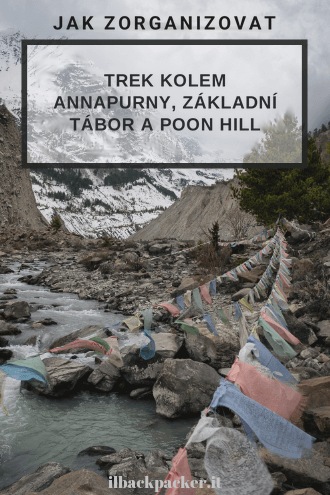 JAK ZORGANIZOVAT
TREK KOLEM
ANNAPURNY, ZÁKLADNÍ
TÁBOR A POON HILL
ilbackpacker.it